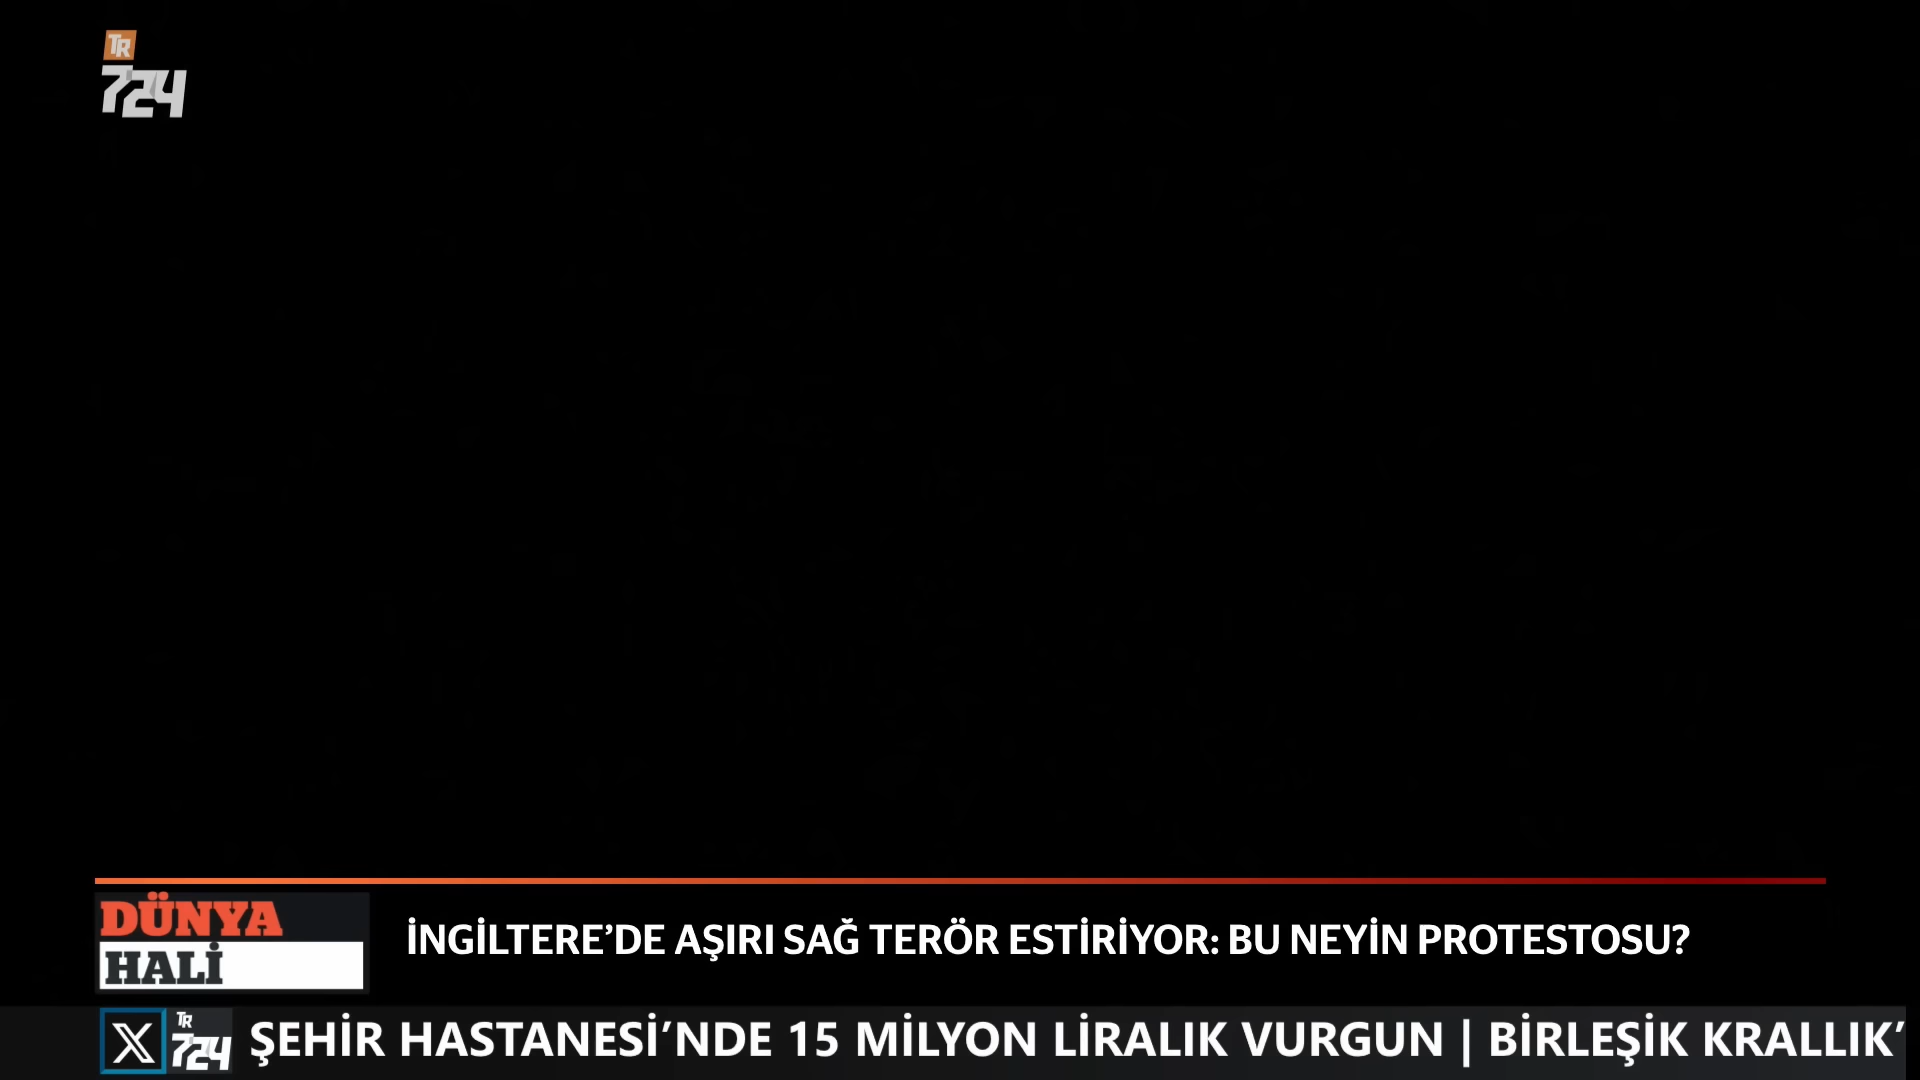 TR
724
DÜNYA
HALİ
İNGİLTERE’DE AŞIRI SAĞ TERÖR ESTİRİYOR: BU NEYİN PROTESTOSU?
X TR
724
ŞEHİR HASTANESİ’NDE 15 MİLYON LİRALIK VURGUN | BİRLEŞİK KRALLIK’